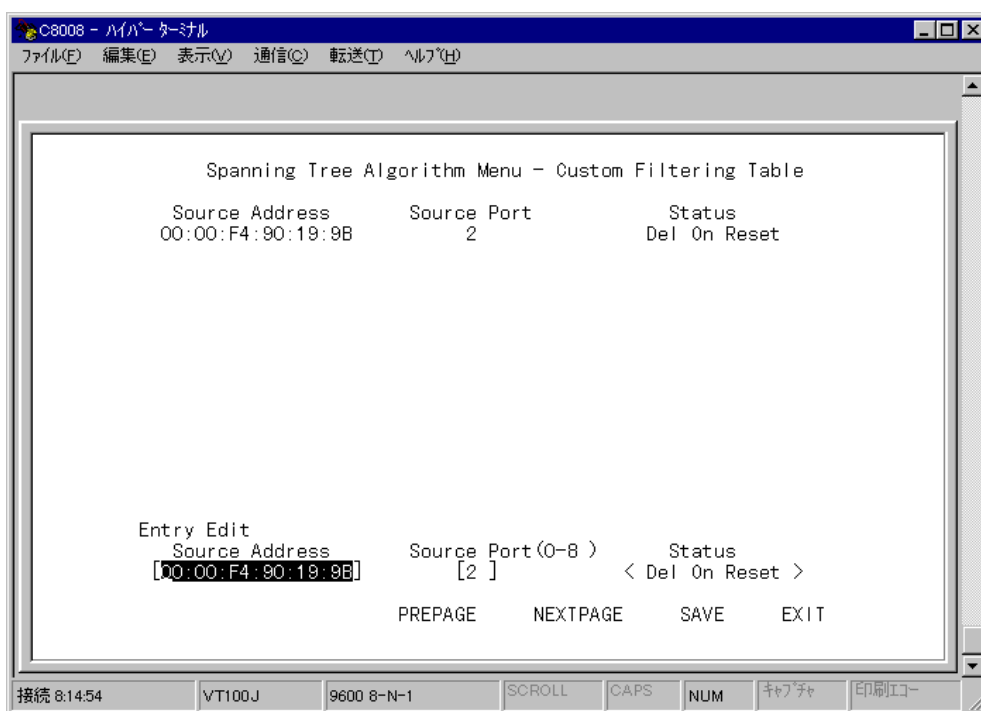 C8008 - ﾊｲﾊﾟｰ ﾀｰﾐﾅﾙ
ﾌｧｲﾙ(F) 編集(E) 表示(V) 通信(C) 転送(T) ﾍﾙﾌﾟ(H)
Spanning Tree Algorithm Menu - Custom Filtering Table
Source Address Source Port Status
00:00:F4:90:19:9B 2 Del On Reset
Entry Edit
Source Address Source Port(0-8 ) Status
[00:00:F4:90:19:9B] [2 ] < Del On Reset >
PREPAGE NEXTPAGE SAVE EXIT
接続 8:14:54 VT100J 9600 8-N-1 SCROLL CAPS NUM ｷｬﾌﾟﾁｬ 印刷ｴｺｰ